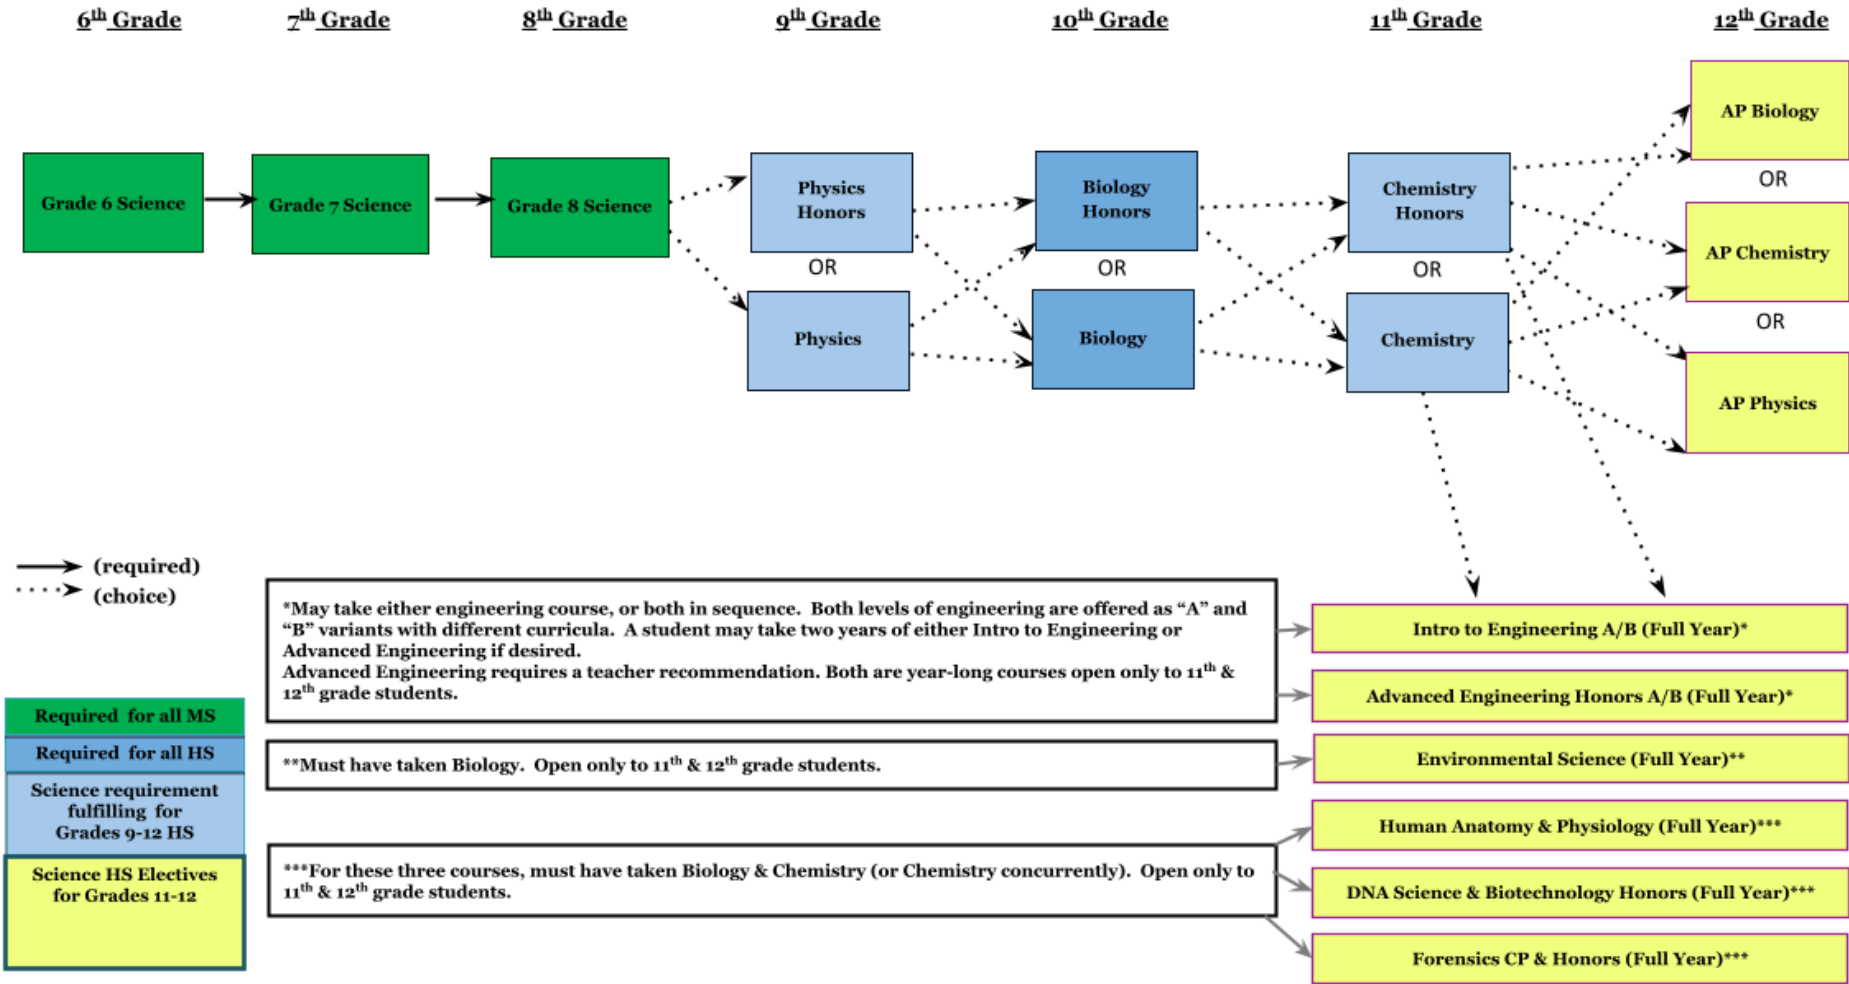 6th Grade
7th Grade
8th Grade
9th Grade
10th Grade
11th Grade
12th Grade
Grade 6 Science
Grade 7 Science
Grade 8 Science
Physics
Honors
OR
Physics
Biology
Honors
OR
Biology
Chemistry
Honors
OR
Chemistry
AP Biology
OR
AP Chemistry
OR
AP Physics
(required)
(choice)
Required for all MS
Required for all HS
Science requirement
fulfilling for
Grades 9-12 HS
Science HS Electives
for Grades 11-12
*May take either engineering course, or both in sequence. Both levels of engineering are offered as “A” and
“B” variants with different curricula. A student may take two years of either Intro to Engineering or
Advanced Engineering if desired.
Advanced Engineering requires a teacher recommendation. Both are year-long courses open only to 11th &
12th grade students.
**Must have taken Biology. Open only to 11th & 12th grade students.
***For these three courses, must have taken Biology & Chemistry (or Chemistry concurrently). Open only to
11th & 12th grade students.
Intro to Engineering A/B (Full Year)*
Advanced Engineering Honors A/B (Full Year)*
Environmental Science (Full Year)**
Human Anatomy & Physiology (Full Year)***
DNA Science & Biotechnology Honors (Full Year)***
Forensics CP & Honors (Full Year)***